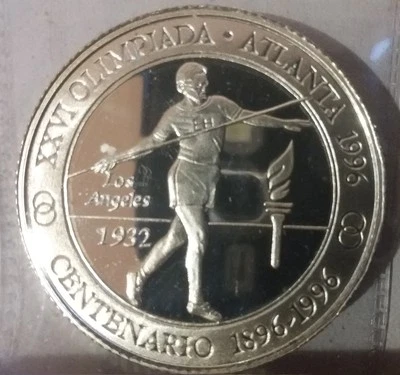 XXVI OLIMPIADA · ATLANTA 1996
Los
Angeles
1932
CENTENARIO 1896-1996